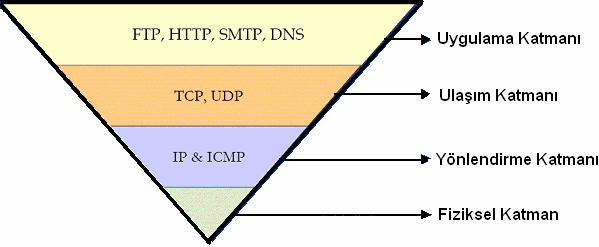 FTP, HTTP, SMTP, DNS
Uygulama Katmanı
TCP, UDP
Ulaşım Katmanı
IP & ICMP
Yönlendirme Katmanı
Fiziksel Katman